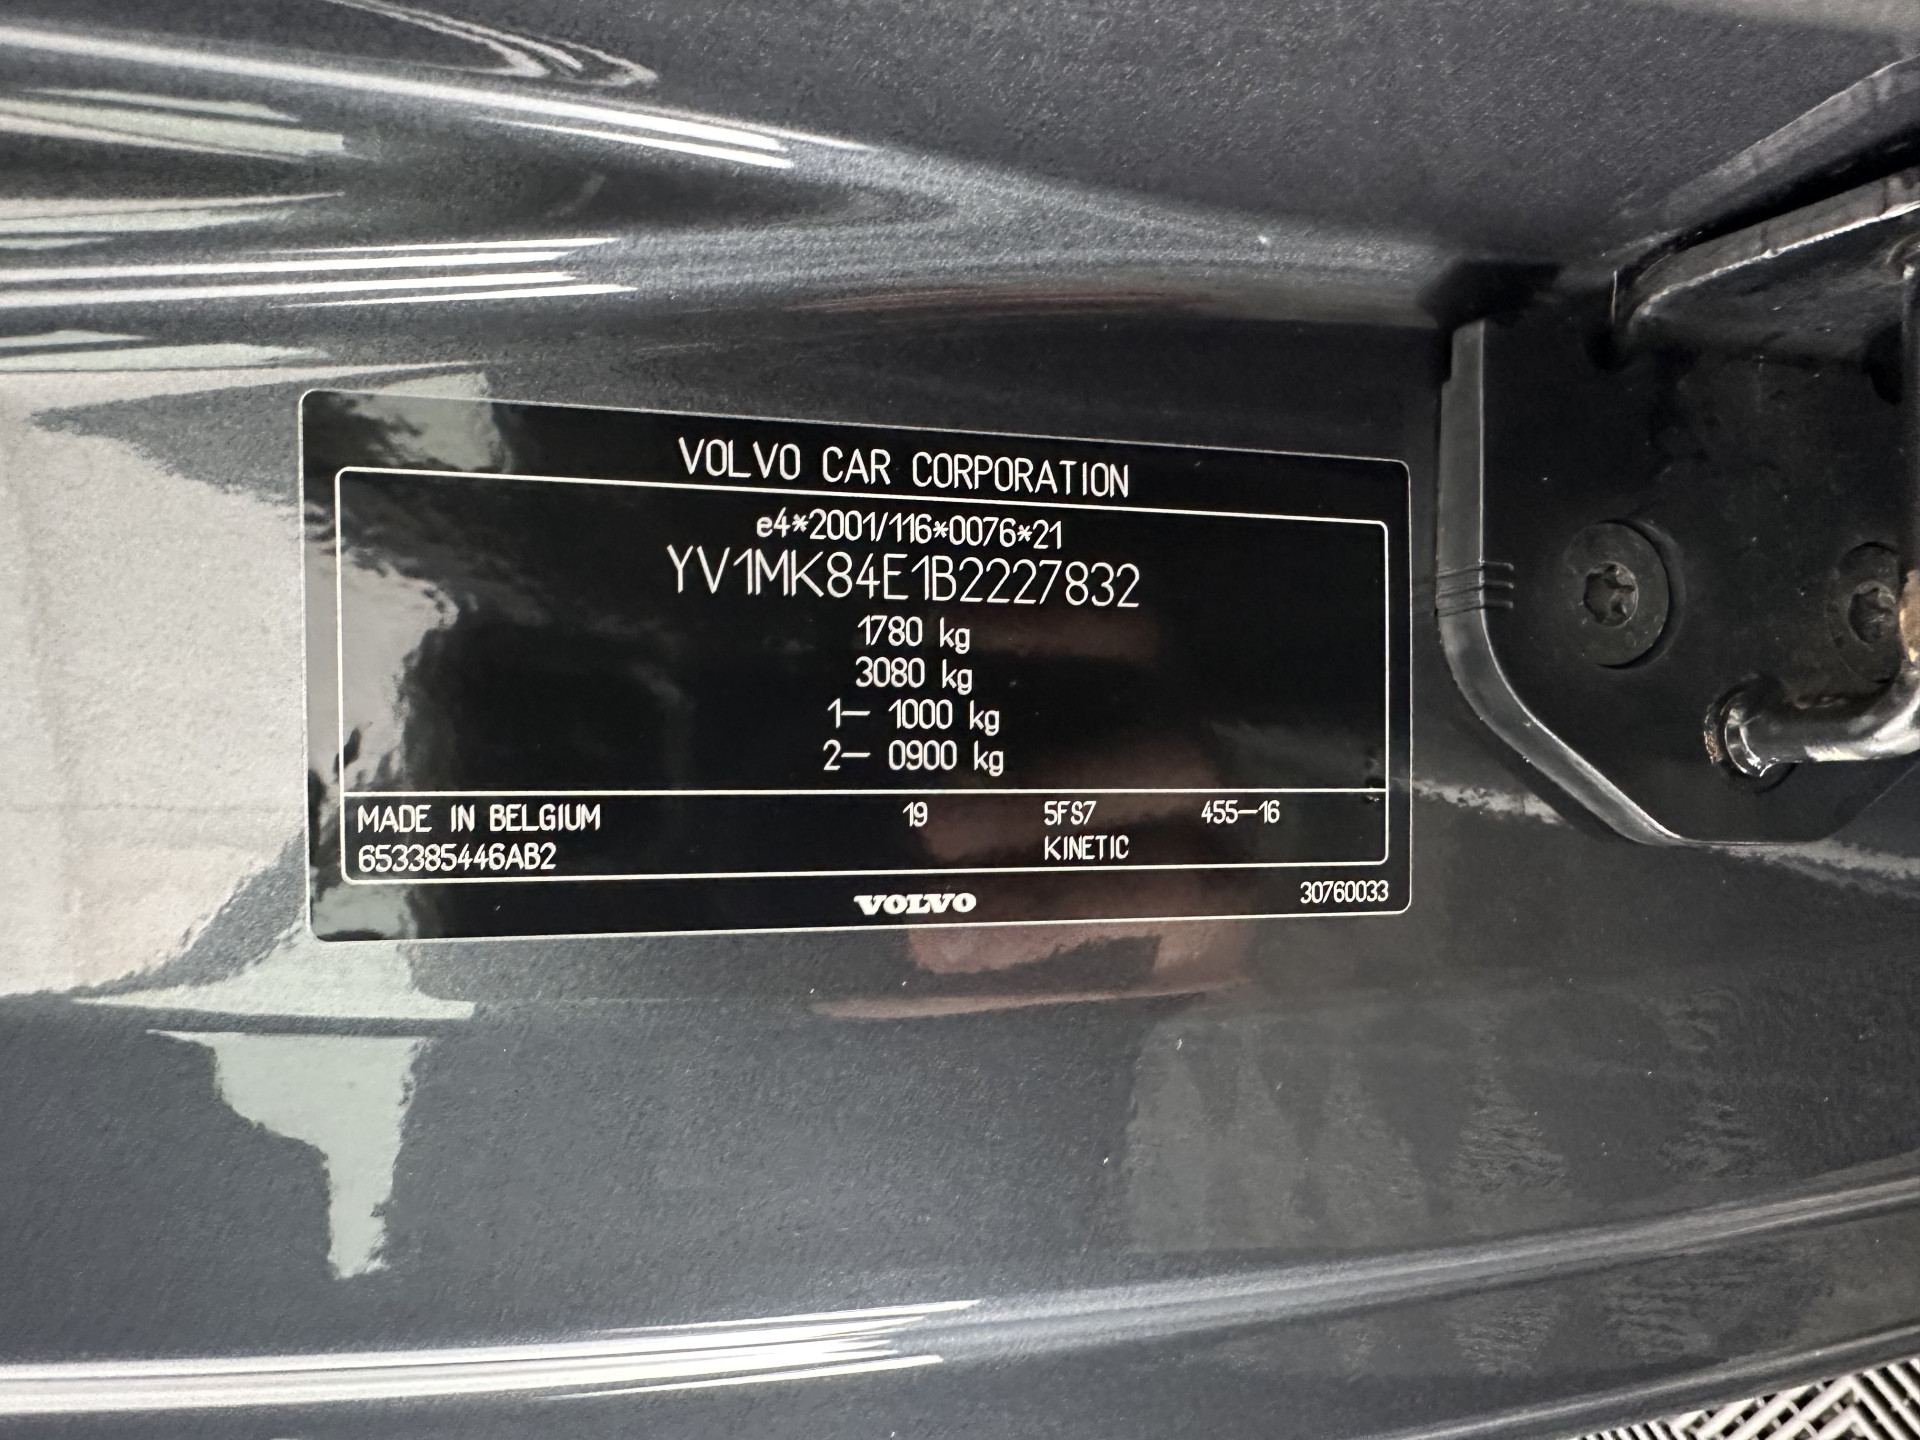 VOLVO CAR CORPORATION
e4*2001/116*0076*21
YV1MK84E1B2227832
1780 kg
3080 kg
1– 1000 kg
2– 0900 kg
MADE IN BELGIUM 19 5FS7 455–16
653385446AB2 KINETIC
VOLVO 30760033